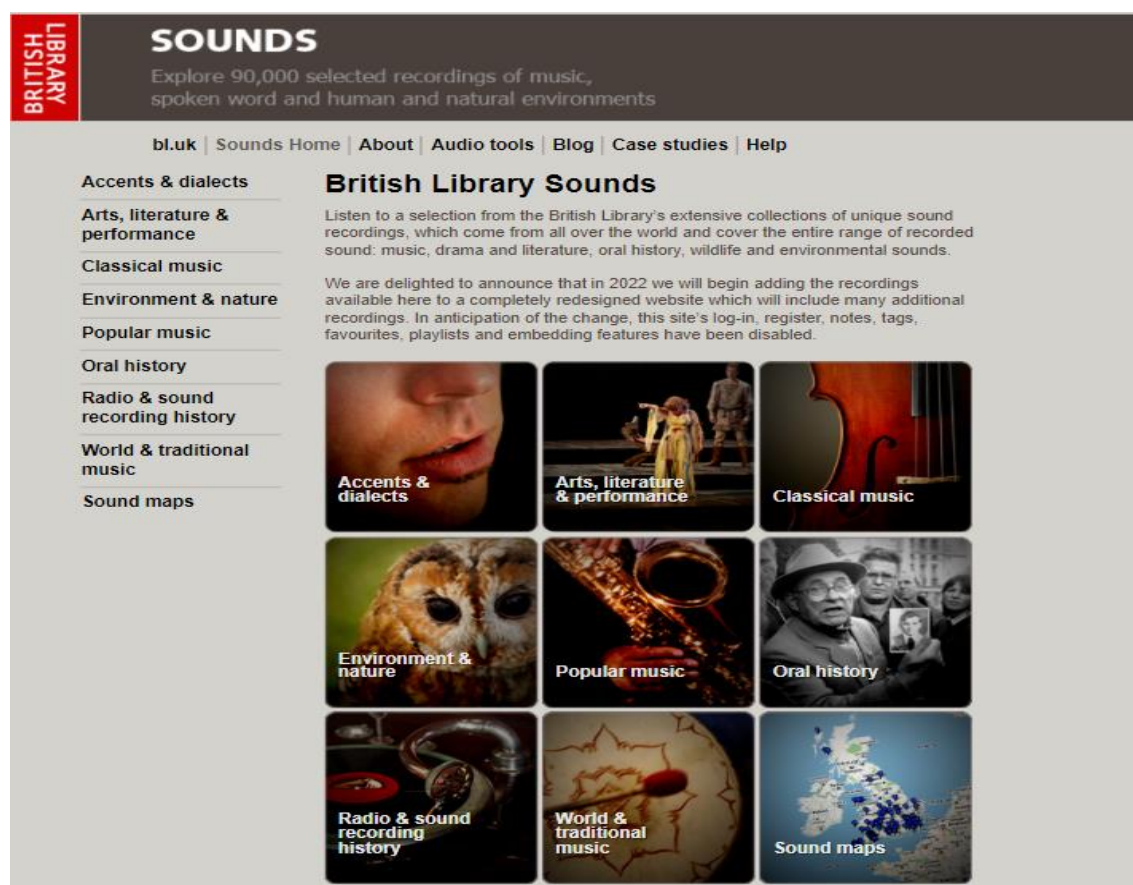 BRITISH
LIBRARY
SOUNDS
Explore 90,000 selected recordings of music,
spoken word and human and natural environments
bl.uk | Sounds Home | About | Audio tools | Blog | Case studies | Help
Accents & dialects
Arts, literature &
performance
Classical music
Environment & nature
Popular music
Oral history
Radio & sound
recording history
World & traditional
music
Sound maps
British Library Sounds
Listen to a selection from the British Library's extensive collections of unique sound
recordings, which come from all over the world and cover the entire range of recorded
sound: music, drama and literature, oral history, wildlife and environmental sounds.
We are delighted to announce that in 2022 we will begin adding the recordings
available here to a completely redesigned website which will include many additional
recordings. In anticipation of the change, this site's log-in, register, notes, tags,
favourites, playlists and embedding features have been disabled.
Accents &
dialects
Arts, literature
& performance
Classical music
Environment &
nature
Popular music
Oral history
Radio & sound
recording
history
World &
traditional
music
Sound maps